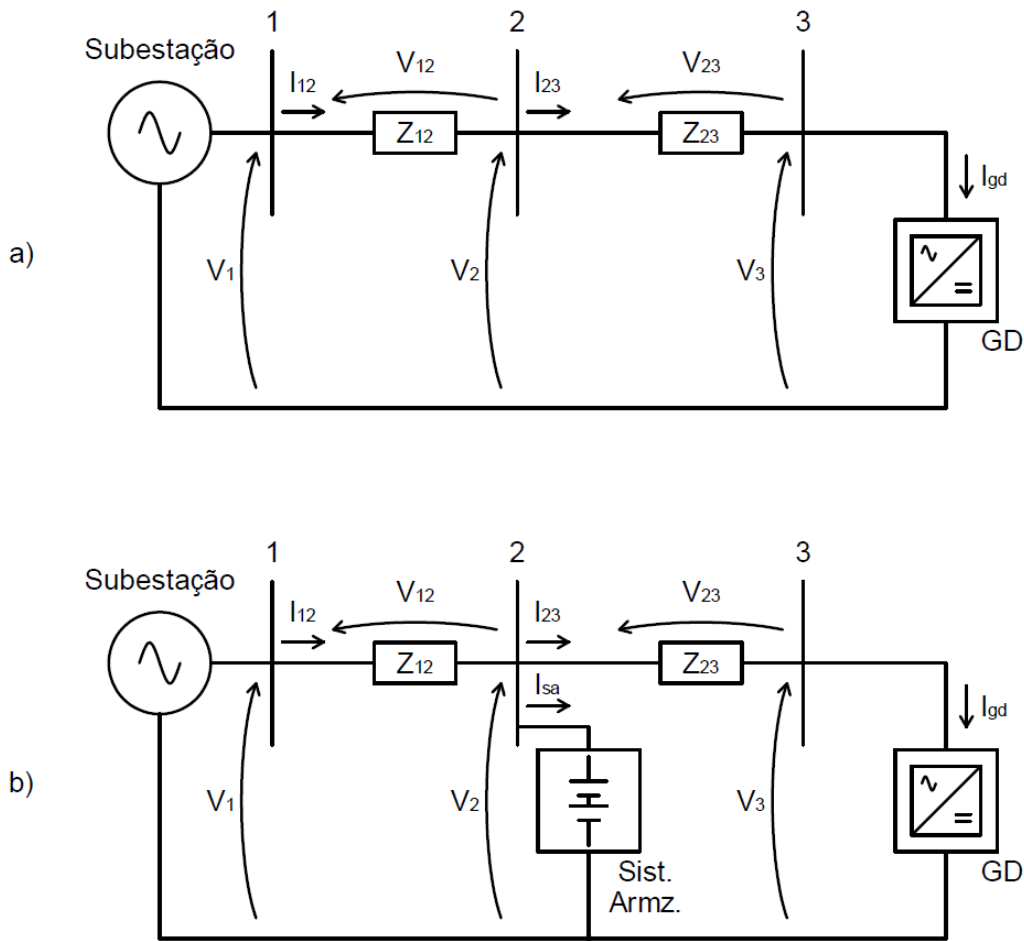 1
2
3
Subestação
I12
V12
I23
V23
Z12
Z23
Igd
a)
V1
V2
V3
GD
1
2
3
Subestação
I12
V12
I23
V23
Z12
Z23
Isa
Igd
b)
V1
V2
V3
GD
Sist.
Armz.